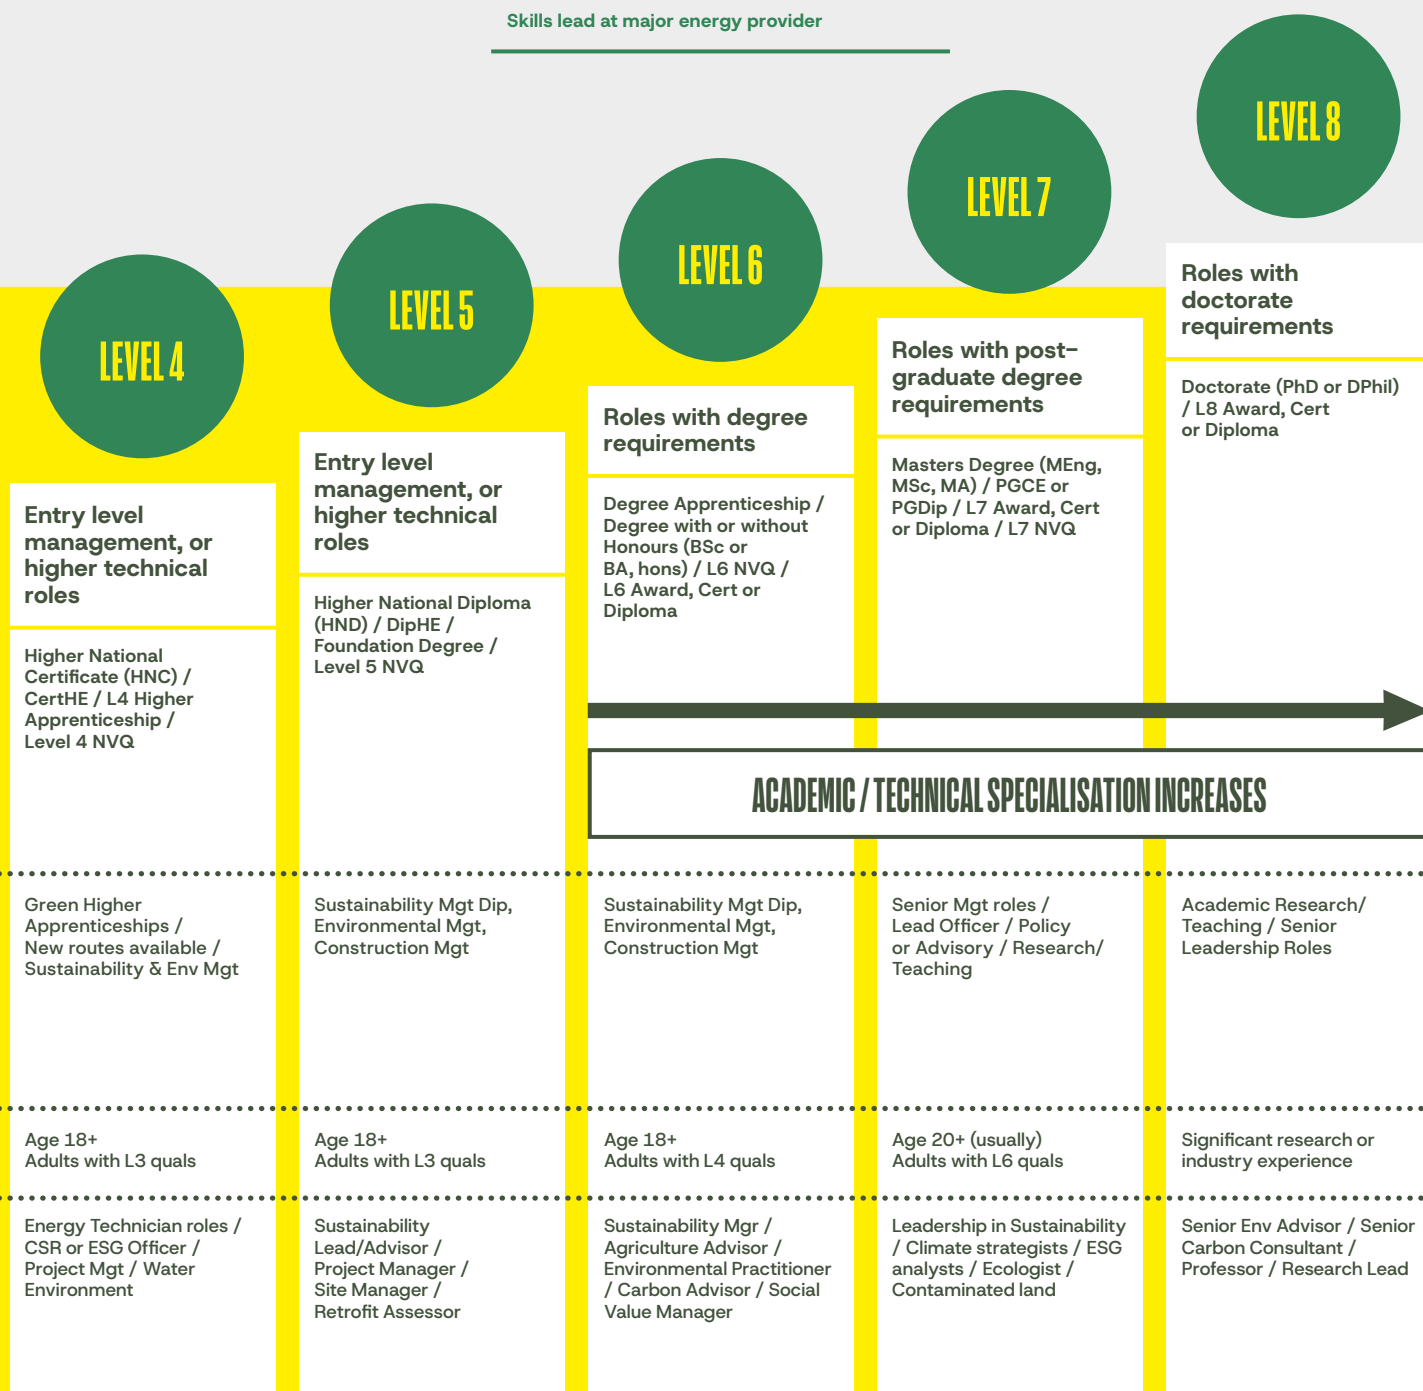 Skills lead at major energy provider
LEVEL 4
Entry level
management, or
higher technical
roles
Higher National
Certificate (HNC) /
CertHE / L4 Higher
Apprenticeship /
Level 4 NVQ
Green Higher
Apprenticeships /
New routes available /
Sustainability & Env Mgt
Age 18+
Adults with L3 quals
Energy Technician roles /
CSR or ESG Officer /
Project Mgt / Water
Environment
LEVEL 5
Entry level
management, or
higher technical
roles
Higher National Diploma
(HND) / DipHE /
Foundation Degree /
Level 5 NVQ
Sustainability Mgt Dip,
Environmental Mgt,
Construction Mgt
Age 18+
Adults with L3 quals
Sustainability
Lead/Advisor /
Project Manager /
Site Manager /
Retrofit Assessor
LEVEL 6
Roles with degree
requirements
Degree Apprenticeship /
Degree with or without
Honours (BSc or
BA, hons) / L6 NVQ /
L6 Award, Cert or
Diploma
ACADEMIC / TECHNICAL SPECIALISATION INCREASES
Sustainability Mgt Dip,
Environmental Mgt,
Construction Mgt
Age 18+
Adults with L4 quals
Sustainability Mgr /
Agriculture Advisor /
Environmental Practitioner
/ Carbon Advisor / Social
Value Manager
LEVEL 7
Roles with post–
graduate degree
requirements
Masters Degree (MEng,
MSc, MA) / PGCE or
PGDip / L7 Award, Cert
or Diploma / L7 NVQ
Senior Mgt roles /
Lead Officer / Policy
or Advisory / Research/
Teaching
Age 20+ (usually)
Adults with L6 quals
Leadership in Sustainability
/ Climate strategists / ESG
analysts / Ecologist /
Contaminated land
LEVEL 8
Roles with
doctorate
requirements
Doctorate (PhD or DPhil)
/ L8 Award, Cert
or Diploma
Academic Research/
Teaching / Senior
Leadership Roles
Significant research or
industry experience
Senior Env Advisor / Senior
Carbon Consultant /
Professor / Research Lead